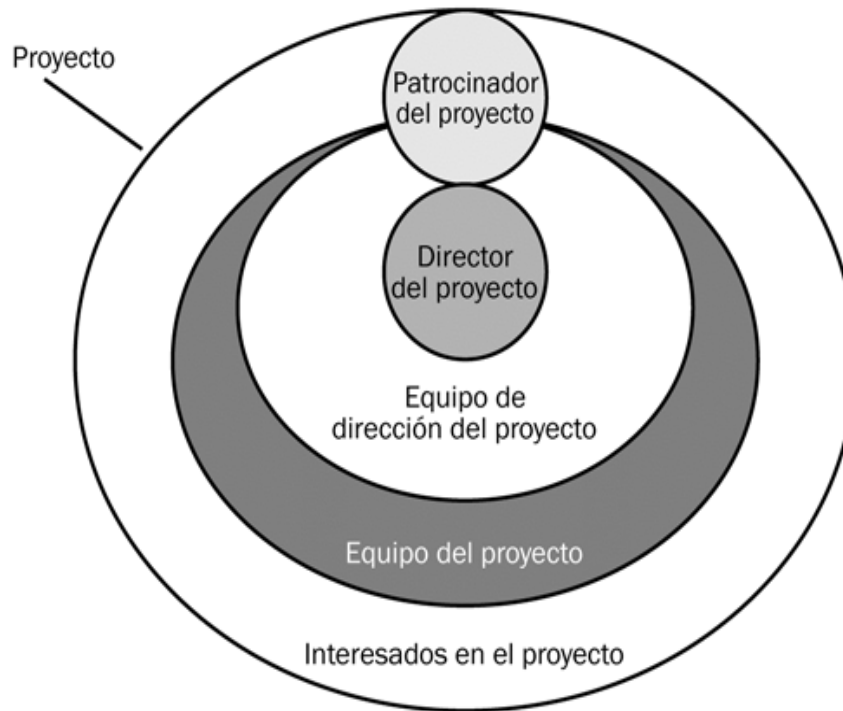 Proyecto
Patrocinador
del proyecto
Director
del proyecto
Equipo de
dirección del proyecto
Equipo del proyecto
Interesados en el proyecto